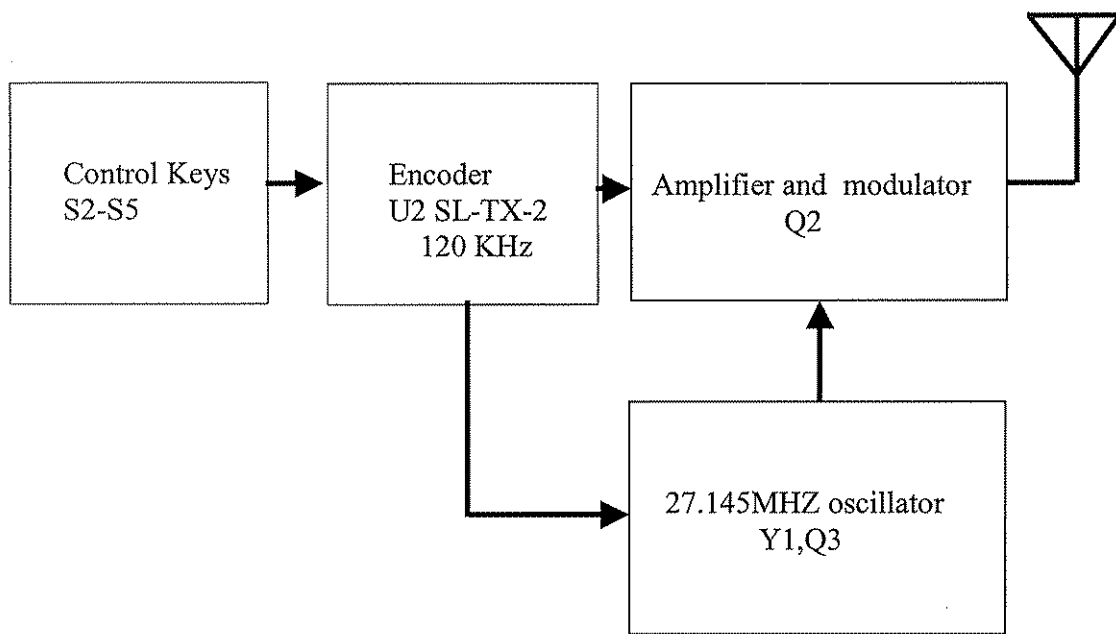 Control Keys
S2-S5
Encoder
U2 SL-TX-2
120 KHz
Amplifier and modulator
Q2
27.145MHZ oscillator
Y1,Q3